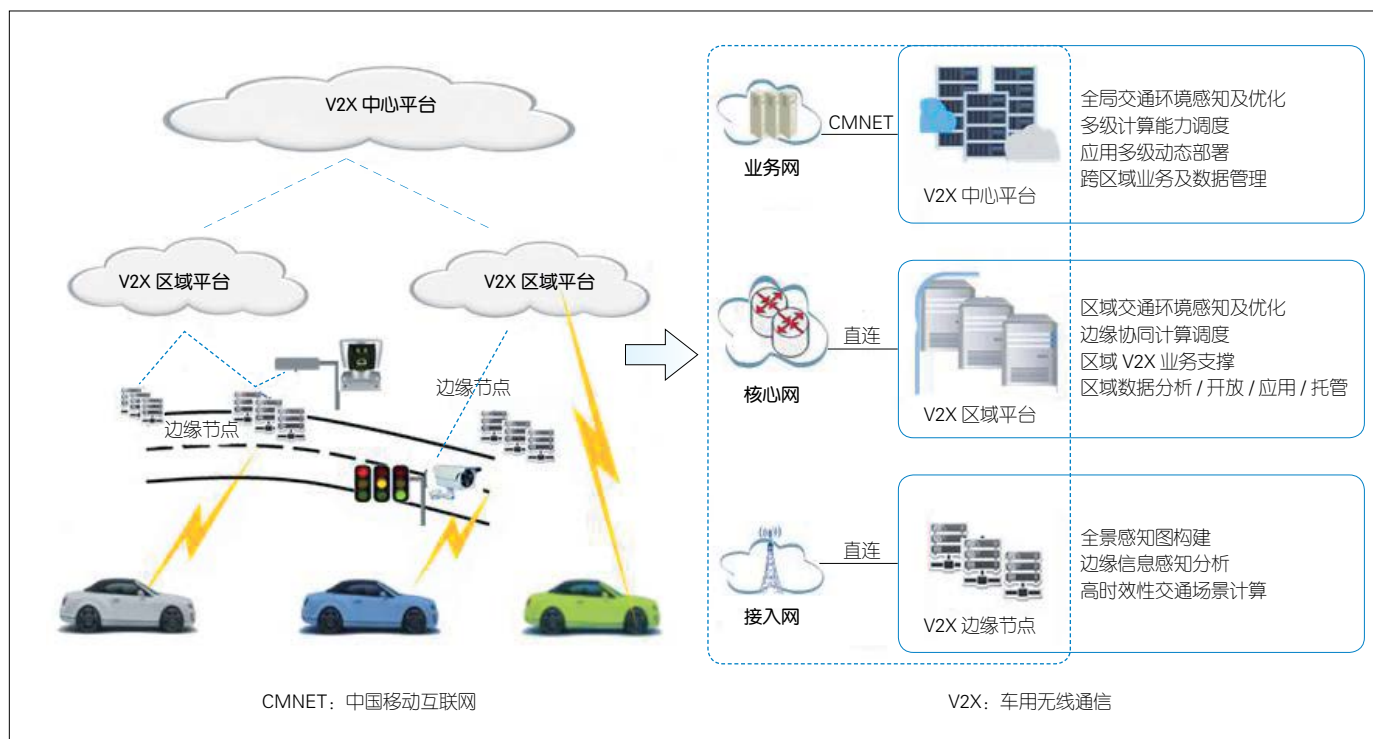 V2X 中心平台
V2X 区域平台
V2X 区域平台
边缘节点
边缘节点
业务网
CMNET
V2X 中心平台
全局交通环境感知及优化
多级计算能力调度
应用多级动态部署
跨区域业务及数据管理
核心网
直连
V2X 区域平台
区域交通环境感知及优化
边缘协同计算调度
区域 V2X 业务支撑
区域数据分析 / 开放 / 应用 / 托管
接入网
直连
V2X 边缘节点
全景感知图构建
边缘信息感知分析
高时效性交通场景计算
CMNET：中国移动互联网
V2X：车用无线通信